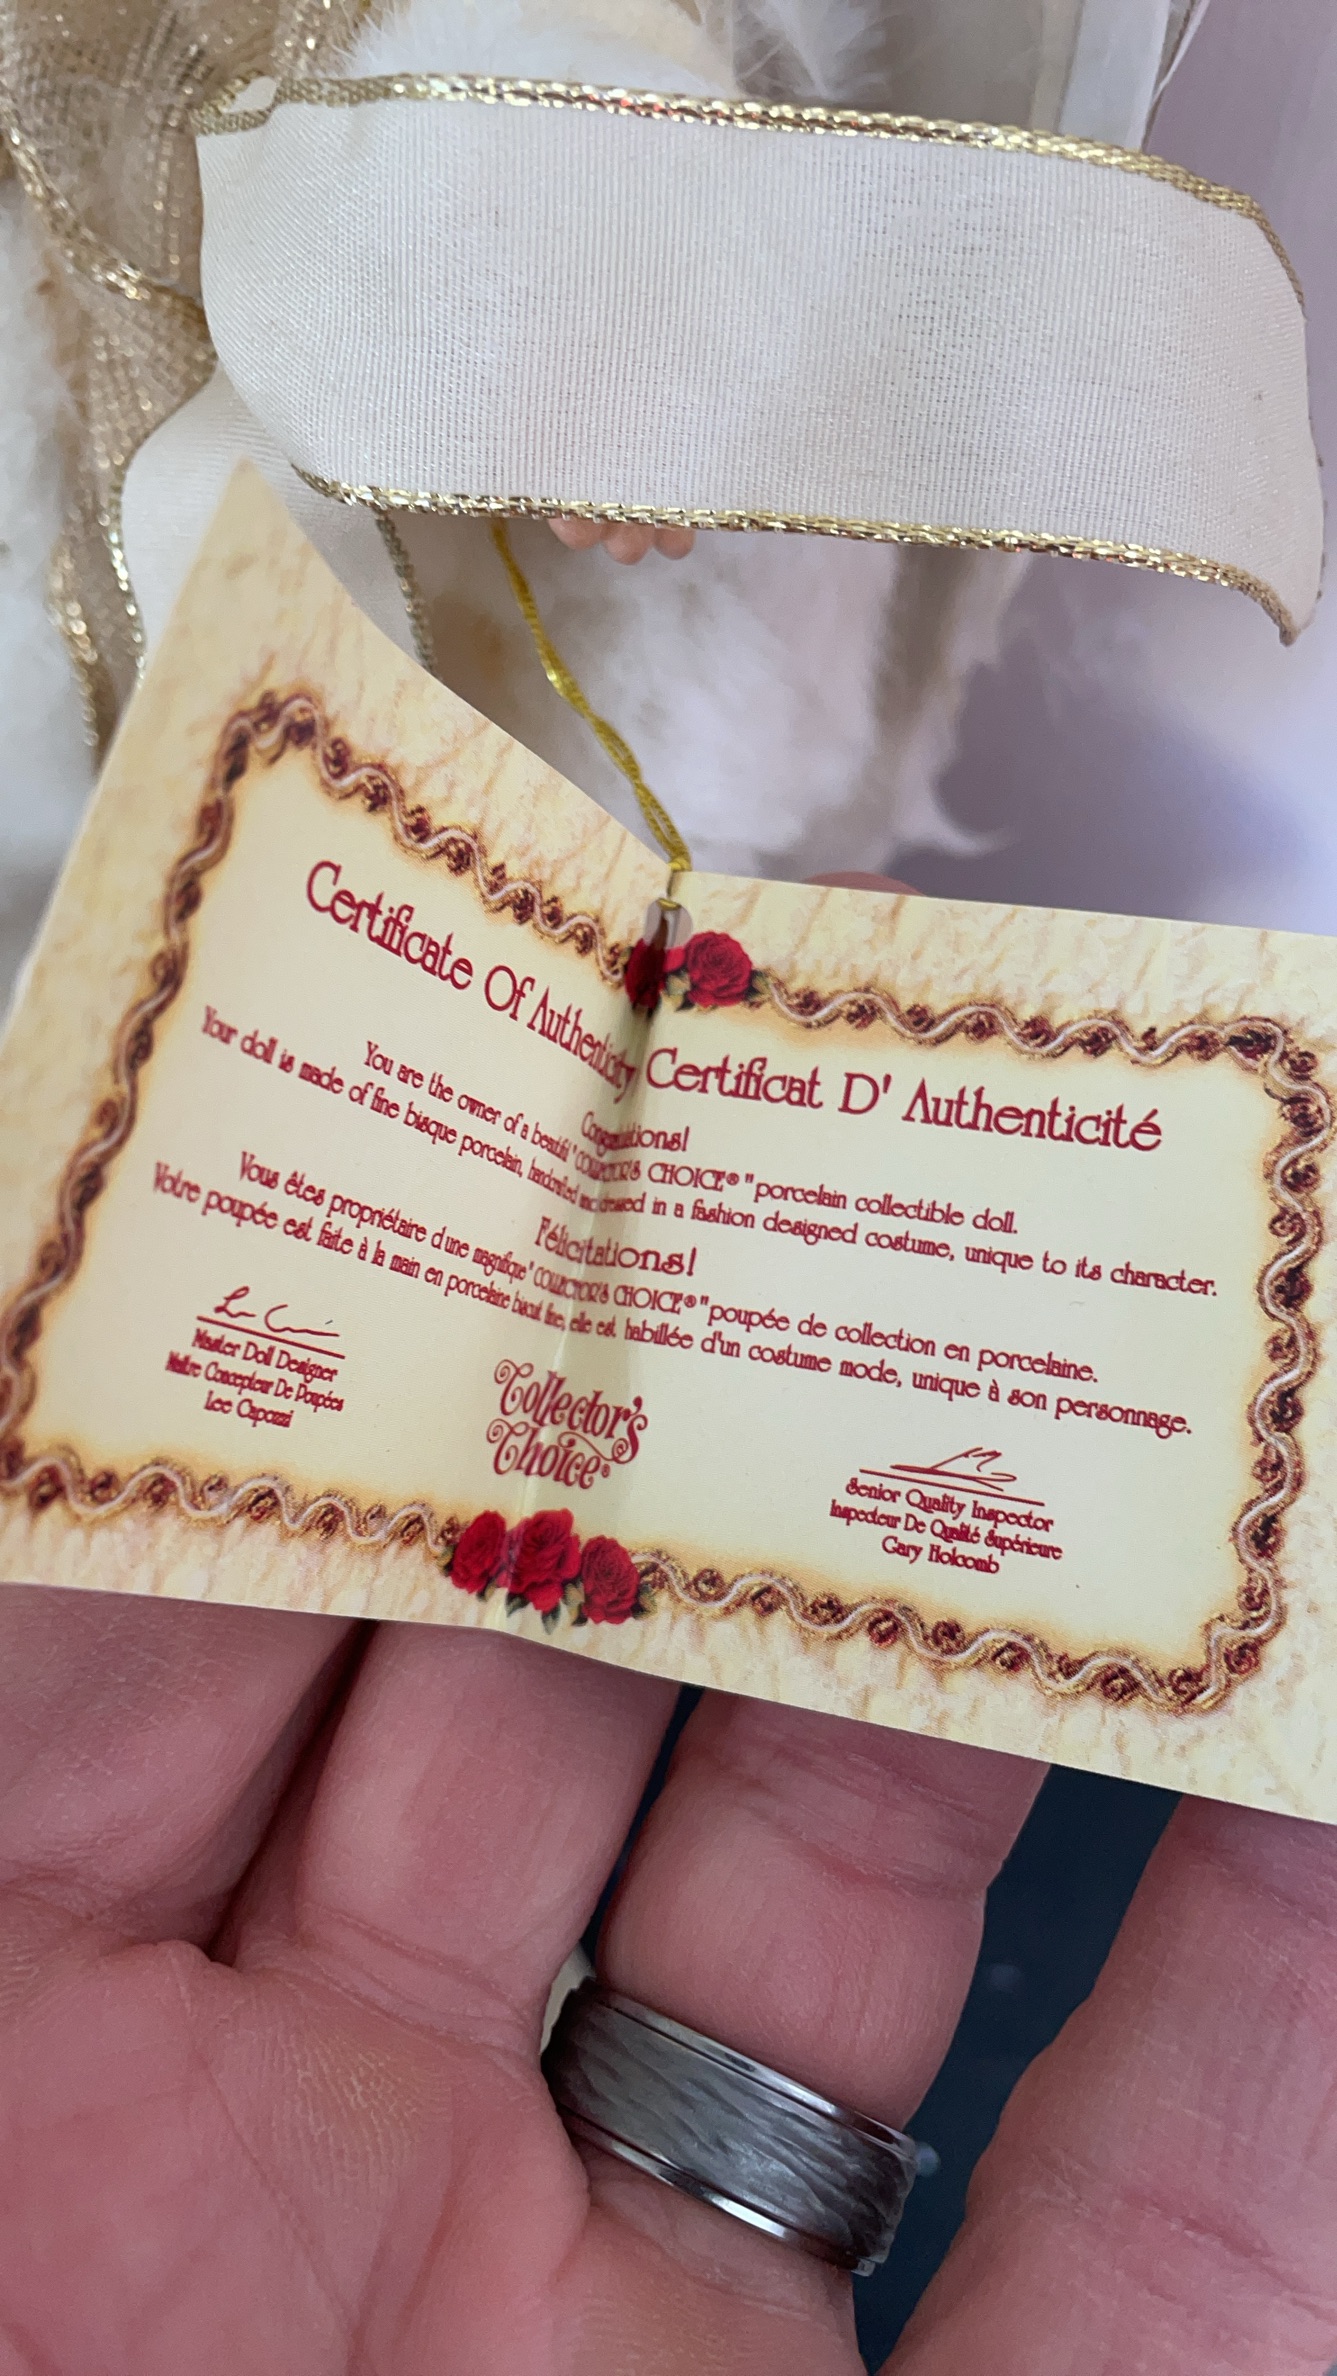 Certificate Of Authenticity
Certificat D' Authenticité
Congratulations!
You are the owner of a beautiful "COLLECTOR'S CHOICE® " porcelain collectible doll.
Your doll is made of fine bisque porcelain, handcrafted and dressed in a fashion designed costume, unique to its character.
Félicitations!
Vous êtes propriétaire d'une magnifique "COLLECTOR'S CHOICE® " poupée de collection en porcelaine.
Votre poupée est faite à la main en porcelaine biscuit fine, elle est habillée d'un costume mode, unique à son personnage.
Master Doll Designer
Maître Concepteur De Poupées
Lee Capozzi
Collector's
Choice®
Senior Quality Inspector
Inspecteur De Qualité Supérieure
Gary Holcomb